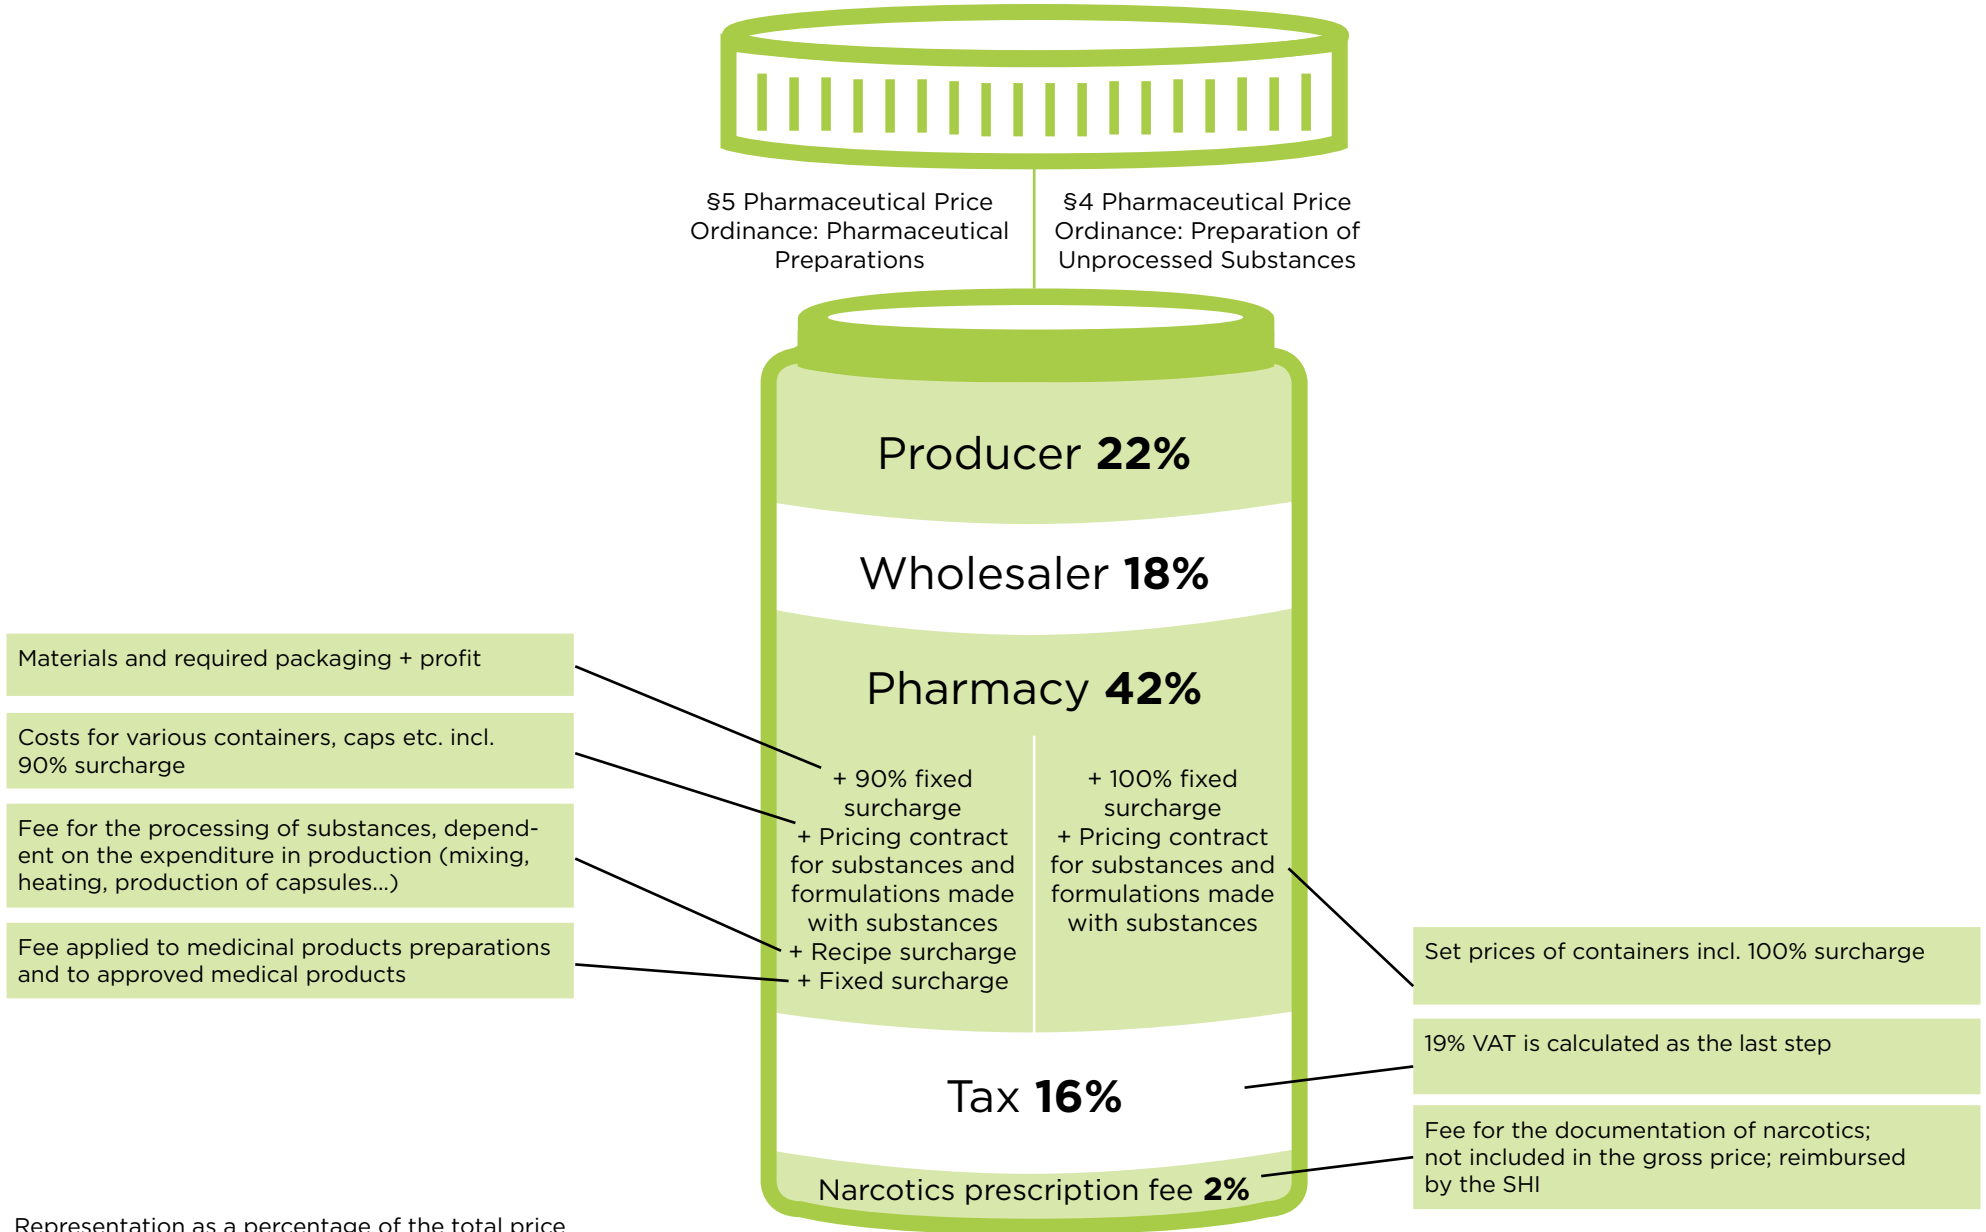 §5 Pharmaceutical Price
Ordinance: Pharmaceutical
Preparations
§4 Pharmaceutical Price
Ordinance: Preparation of
Unprocessed Substances
Producer 22%
Wholesaler 18%
Pharmacy 42%
+ 90% fixed
surcharge
+ Pricing contract
for substances and
formulations made
with substances
+ Recipe surcharge
+ Fixed surcharge
+ 100% fixed
surcharge
+ Pricing contract
for substances and
formulations made
with substances
Tax 16%
Narcotics prescription fee 2%
Materials and required packaging + profit
Costs for various containers, caps etc. incl.
90% surcharge
Fee for the processing of substances, depend-
ent on the expenditure in production (mixing,
heating, production of capsules...)
Fee applied to medicinal products preparations
and to approved medical products
Set prices of containers incl. 100% surcharge
19% VAT is calculated as the last step
Fee for the documentation of narcotics;
not included in the gross price; reimbursed
by the SHI
Representation as a percentage of the total price